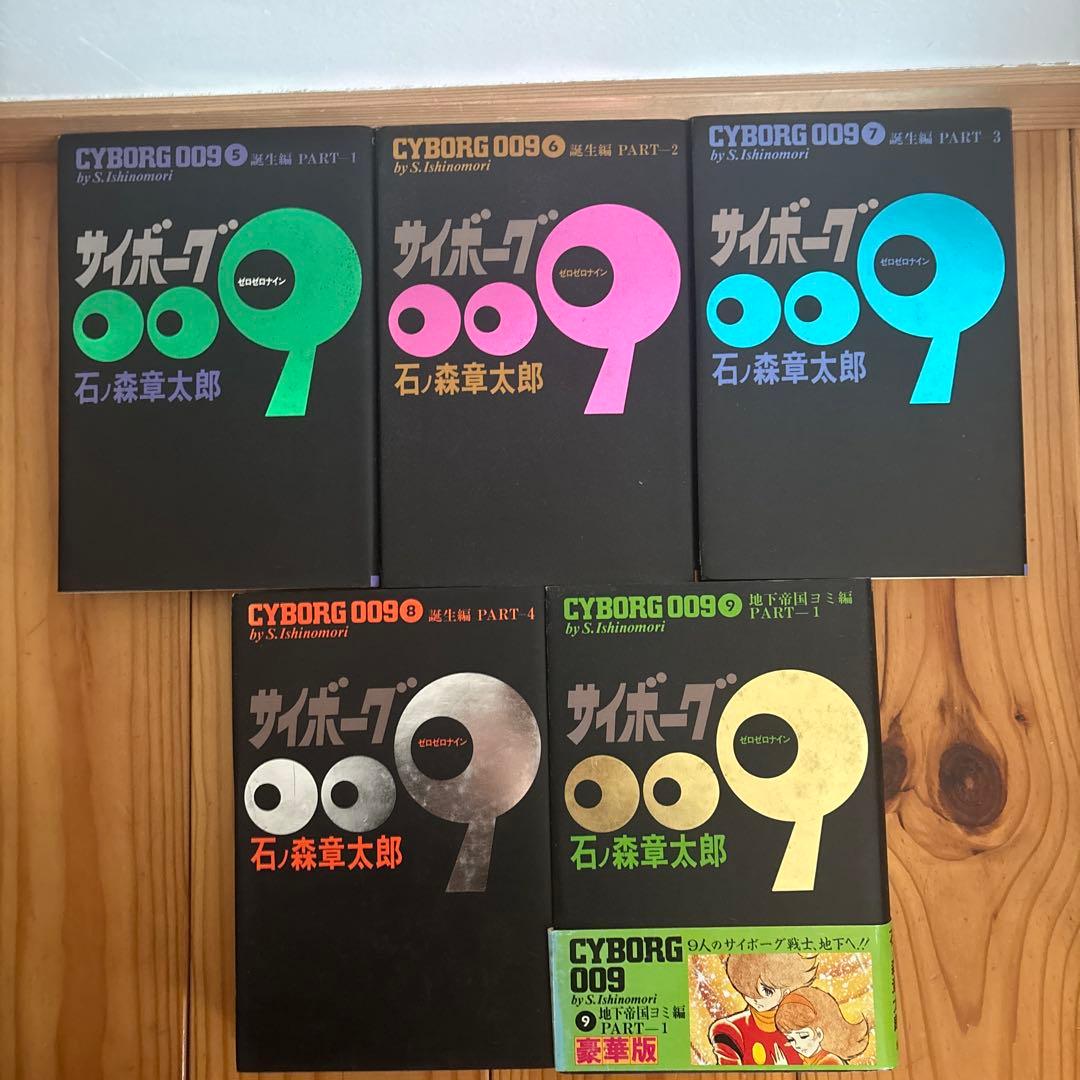 CYBORG 009 5 誕生編 PART-1
by S. Ishinomori
サイボーグ
009
ゼロゼロナイン
石ノ森章太郎
CYBORG 009 6 誕生編 PART-2
by S. Ishinomori
サイボーグ
009
ゼロゼロナイン
石ノ森章太郎
CYBORG 009 7 誕生編 PART-3
by S. Ishinomori
サイボーグ
009
ゼロゼロナイン
石ノ森章太郎
CYBORG 009 8 誕生編 PART-4
by S. Ishinomori
サイボーグ
009
ゼロゼロナイン
石ノ森章太郎
CYBORG 009 9 地下帝国ヨミ編
PART-1
by S. Ishinomori
サイボーグ
009
ゼロゼロナイン
石ノ森章太郎
CYBORG
009
by S. Ishinomori
9 地下帝国ヨミ編
PART-1
豪華版
9人のサイボーグ戦士、地下へ!!